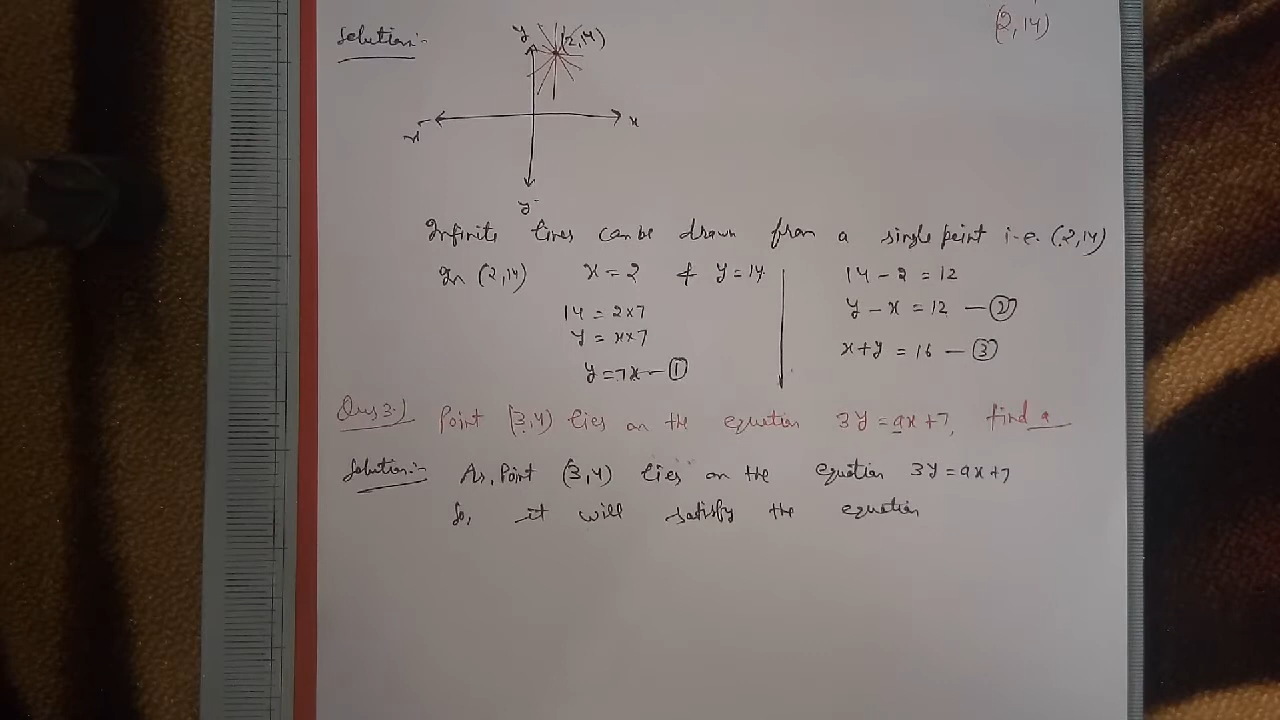 (2,14)
Solution:-
y
(2,14)
x
x-
y-
Infinite lines can be drawn from a single point i.e. (2,14)
In (2,14) x = 2 & y = 14
14 = 2×7
y = x×7
y = 7x — ①
14 - 2 = 12
y - x = 12 — ②
x+y = 16 — ③
Ques 3.) Point (3,4) lies on the equation 3y = ax+7, find a
Solution:- As, Point (3,4) lies on the equation 3y = ax+7
So, it will satisfy the equation